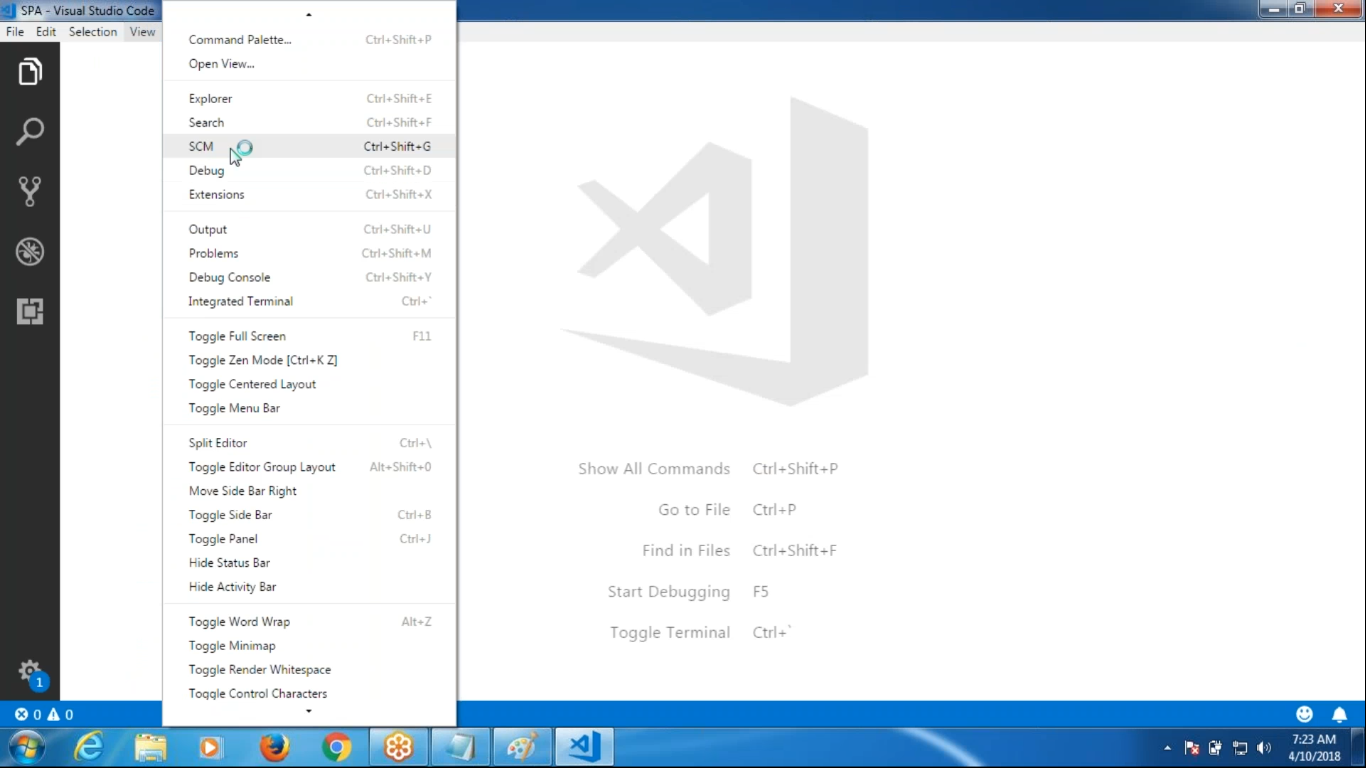 SPA - Visual Studio Code
File Edit Selection View
Command Palette... Ctrl+Shift+P
Open View...
Explorer Ctrl+Shift+E
Search Ctrl+Shift+F
SCM Ctrl+Shift+G
Debug Ctrl+Shift+D
Extensions Ctrl+Shift+X
Output Ctrl+Shift+U
Problems Ctrl+Shift+M
Debug Console Ctrl+Shift+Y
Integrated Terminal Ctrl+`
Toggle Full Screen F11
Toggle Zen Mode [Ctrl+K Z]
Toggle Centered Layout
Toggle Menu Bar
Split Editor Ctrl+\
Toggle Editor Group Layout Alt+Shift+0
Move Side Bar Right
Toggle Side Bar Ctrl+B
Toggle Panel Ctrl+J
Hide Status Bar
Hide Activity Bar
Toggle Word Wrap Alt+Z
Toggle Minimap
Toggle Render Whitespace
Toggle Control Characters
Show All Commands Ctrl+Shift+P
Go to File Ctrl+P
Find in Files Ctrl+Shift+F
Start Debugging F5
Toggle Terminal Ctrl+`
1
0 0
7:23 AM
4/10/2018